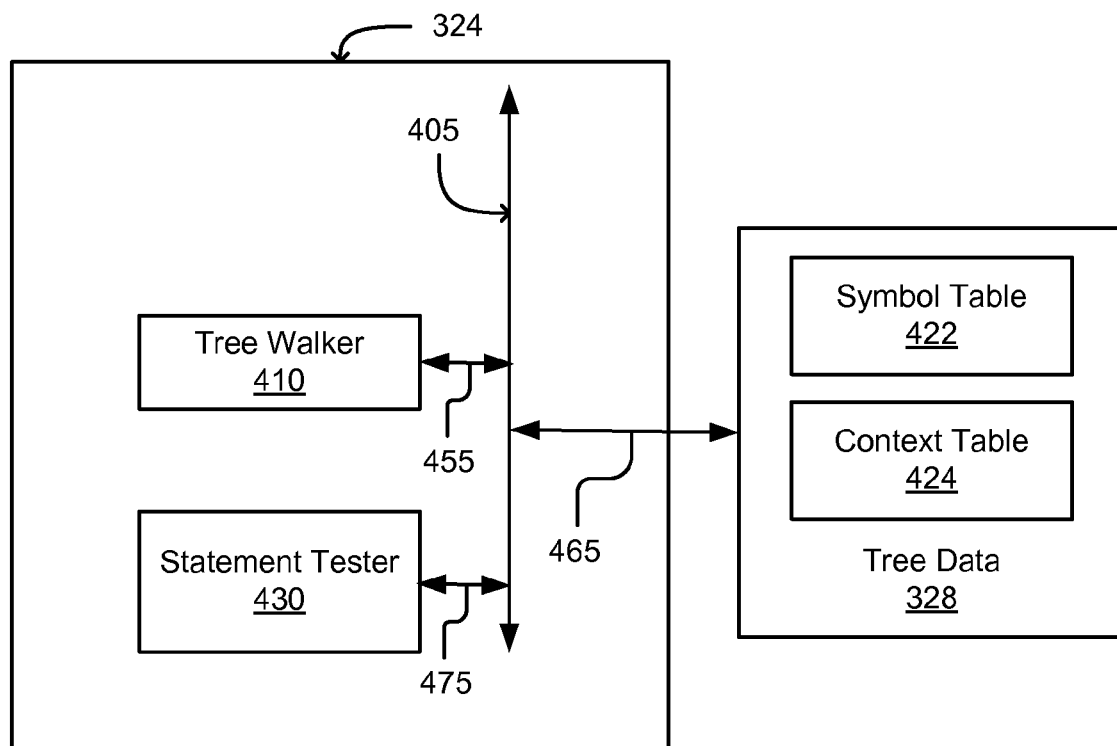 324
405
Symbol Table
422
Tree Walker
410
Context Table
424
455
465
Statement Tester
430
Tree Data
328
475